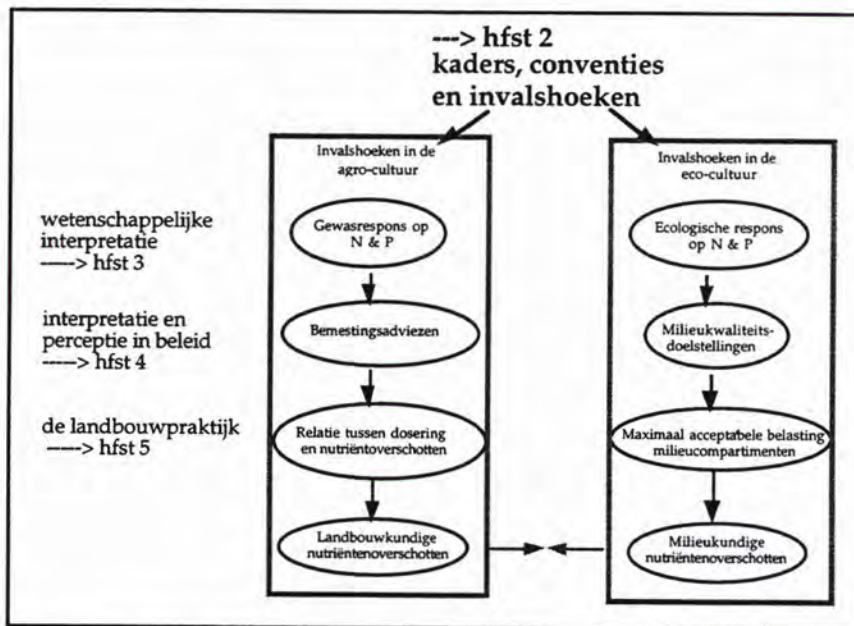 ---> hfst 2
kaders, conventies
en invalshoeken
Invalshoeken in de
agro-cultuur
Invalshoeken in de
eco-cultuur
wetenschappelijke
interpretatie
----> hfst 3
Gewasrespons op
N & P
Ecologische respons
op N & P
interpretatie en
perceptie in beleid
----> hfst 4
Bemestingsadviezen
Milieukwaliteits-
doelstellingen
de landbouwpraktijk
----> hfst 5
Relatie tussen dosering
en nutriëntoverschotten
Maximaal acceptabele belasting
milieucompartimenten
Landbouwkundige
nutriëntenoverschotten
Milieukundige
nutriëntenoverschotten